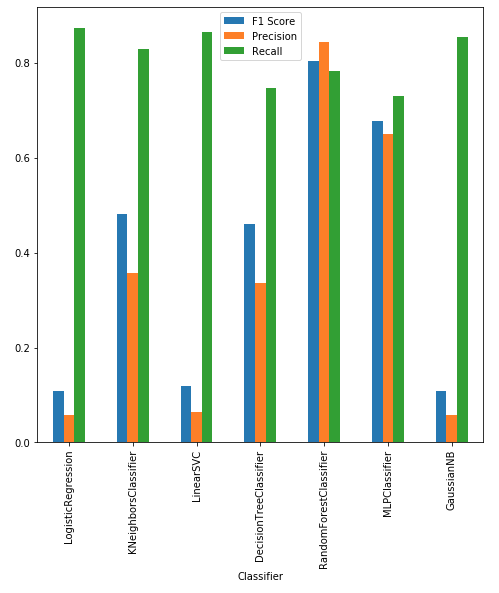 F1 Score
Precision
Recall
0.8
0.6
0.4
0.2
0.0
LogisticRegression
KNeighborsClassifier
LinearSVC
DecisionTreeClassifier
RandomForestClassifier
MLPClassifier
GaussianNB
Classifier